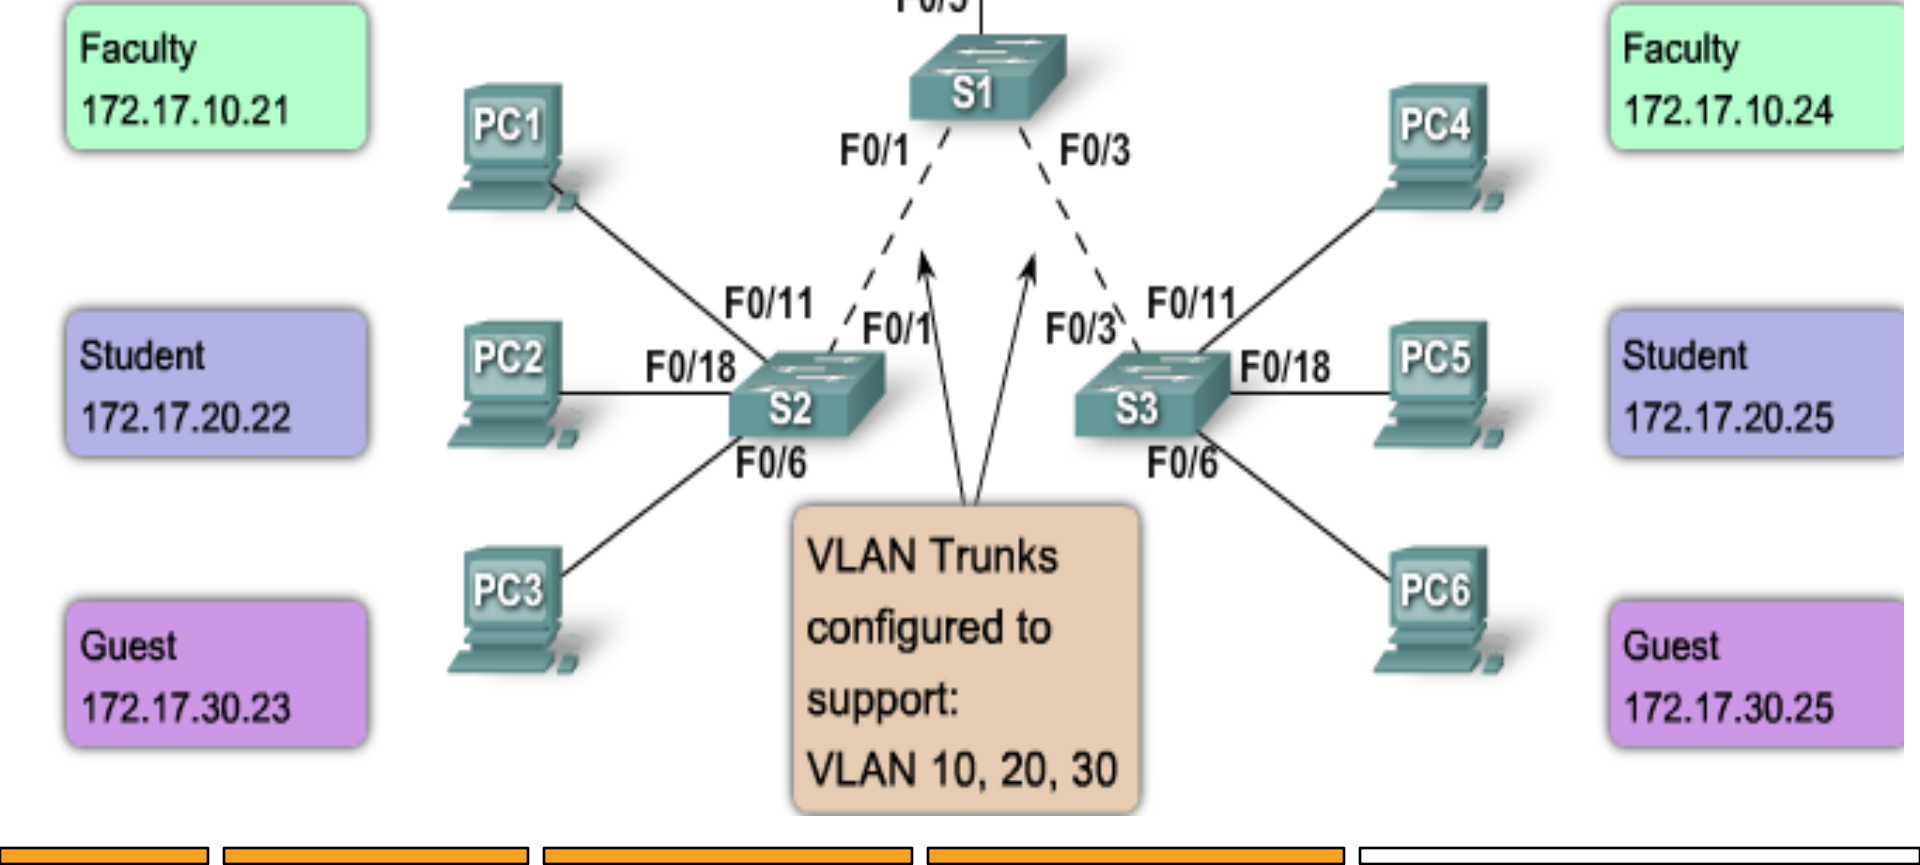 F0/5
Faculty
172.17.10.21
PC1
S1
PC4
Faculty
172.17.10.24
F0/1
F0/3
F0/11
F0/1
F0/3
F0/11
Student
172.17.20.22
PC2
F0/18
S2
S3
F0/18
PC5
Student
172.17.20.25
F0/6
F0/6
VLAN Trunks
configured to
support:
VLAN 10, 20, 30
PC3
PC6
Guest
172.17.30.23
Guest
172.17.30.25